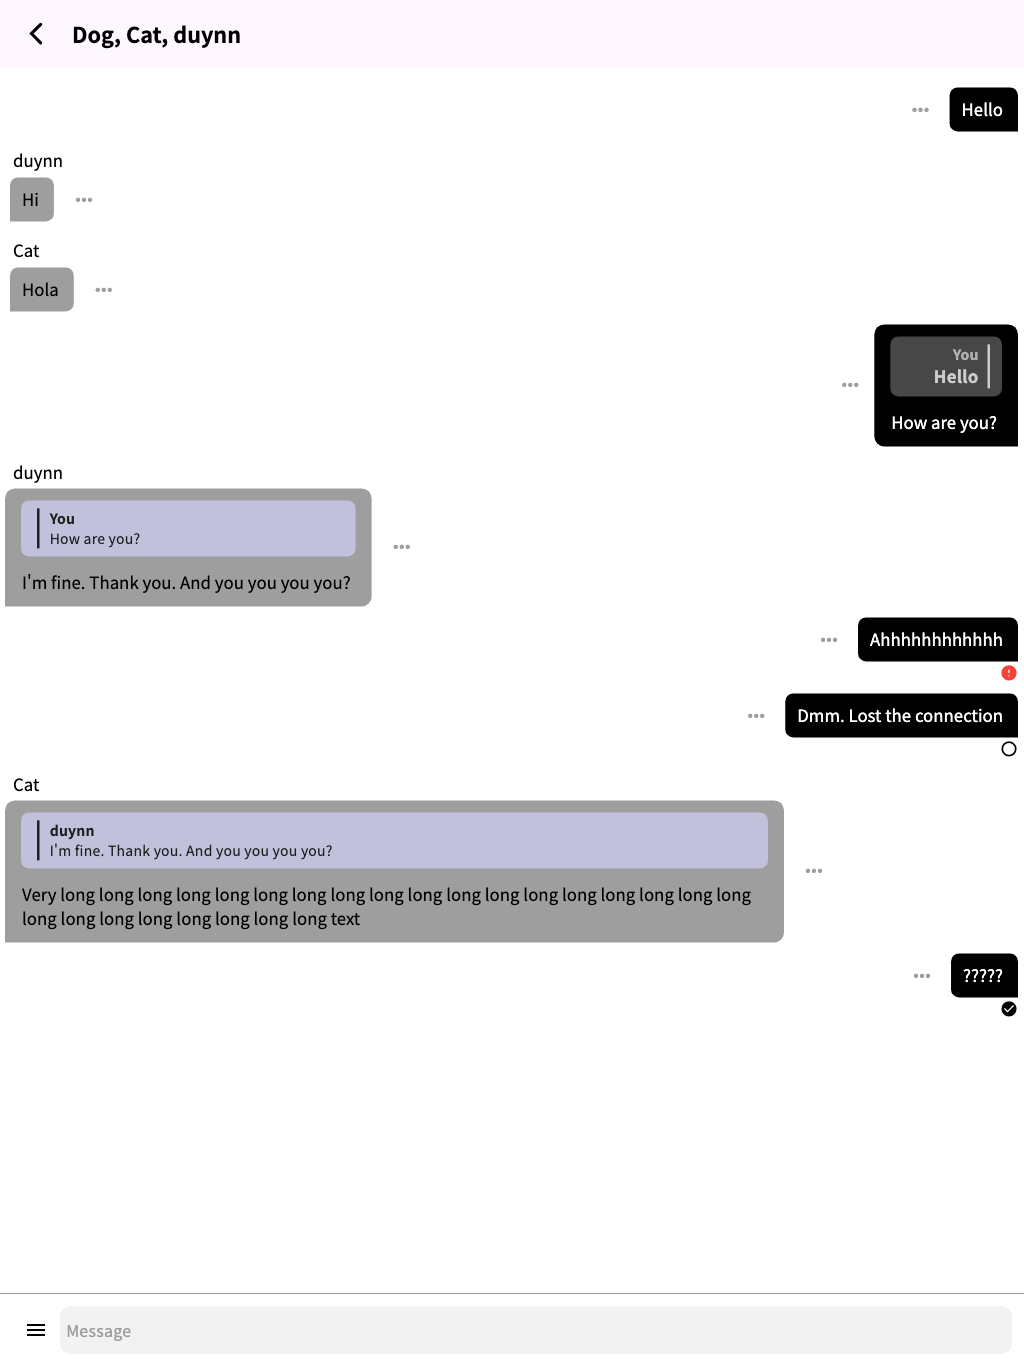 Dog, Cat, duynn
Hello
duynn
Hi
Cat
Hola
You
Hello
How are you?
duynn
You
How are you?
I'm fine. Thank you. And you you you you?
Ahhhhhhhhhhhh
Dmm. Lost the connection
Cat
duynn
I'm fine. Thank you. And you you you you?
Very long long long long long long long long long long long long long long long long long long
long long long long long long long long text
?????
Message